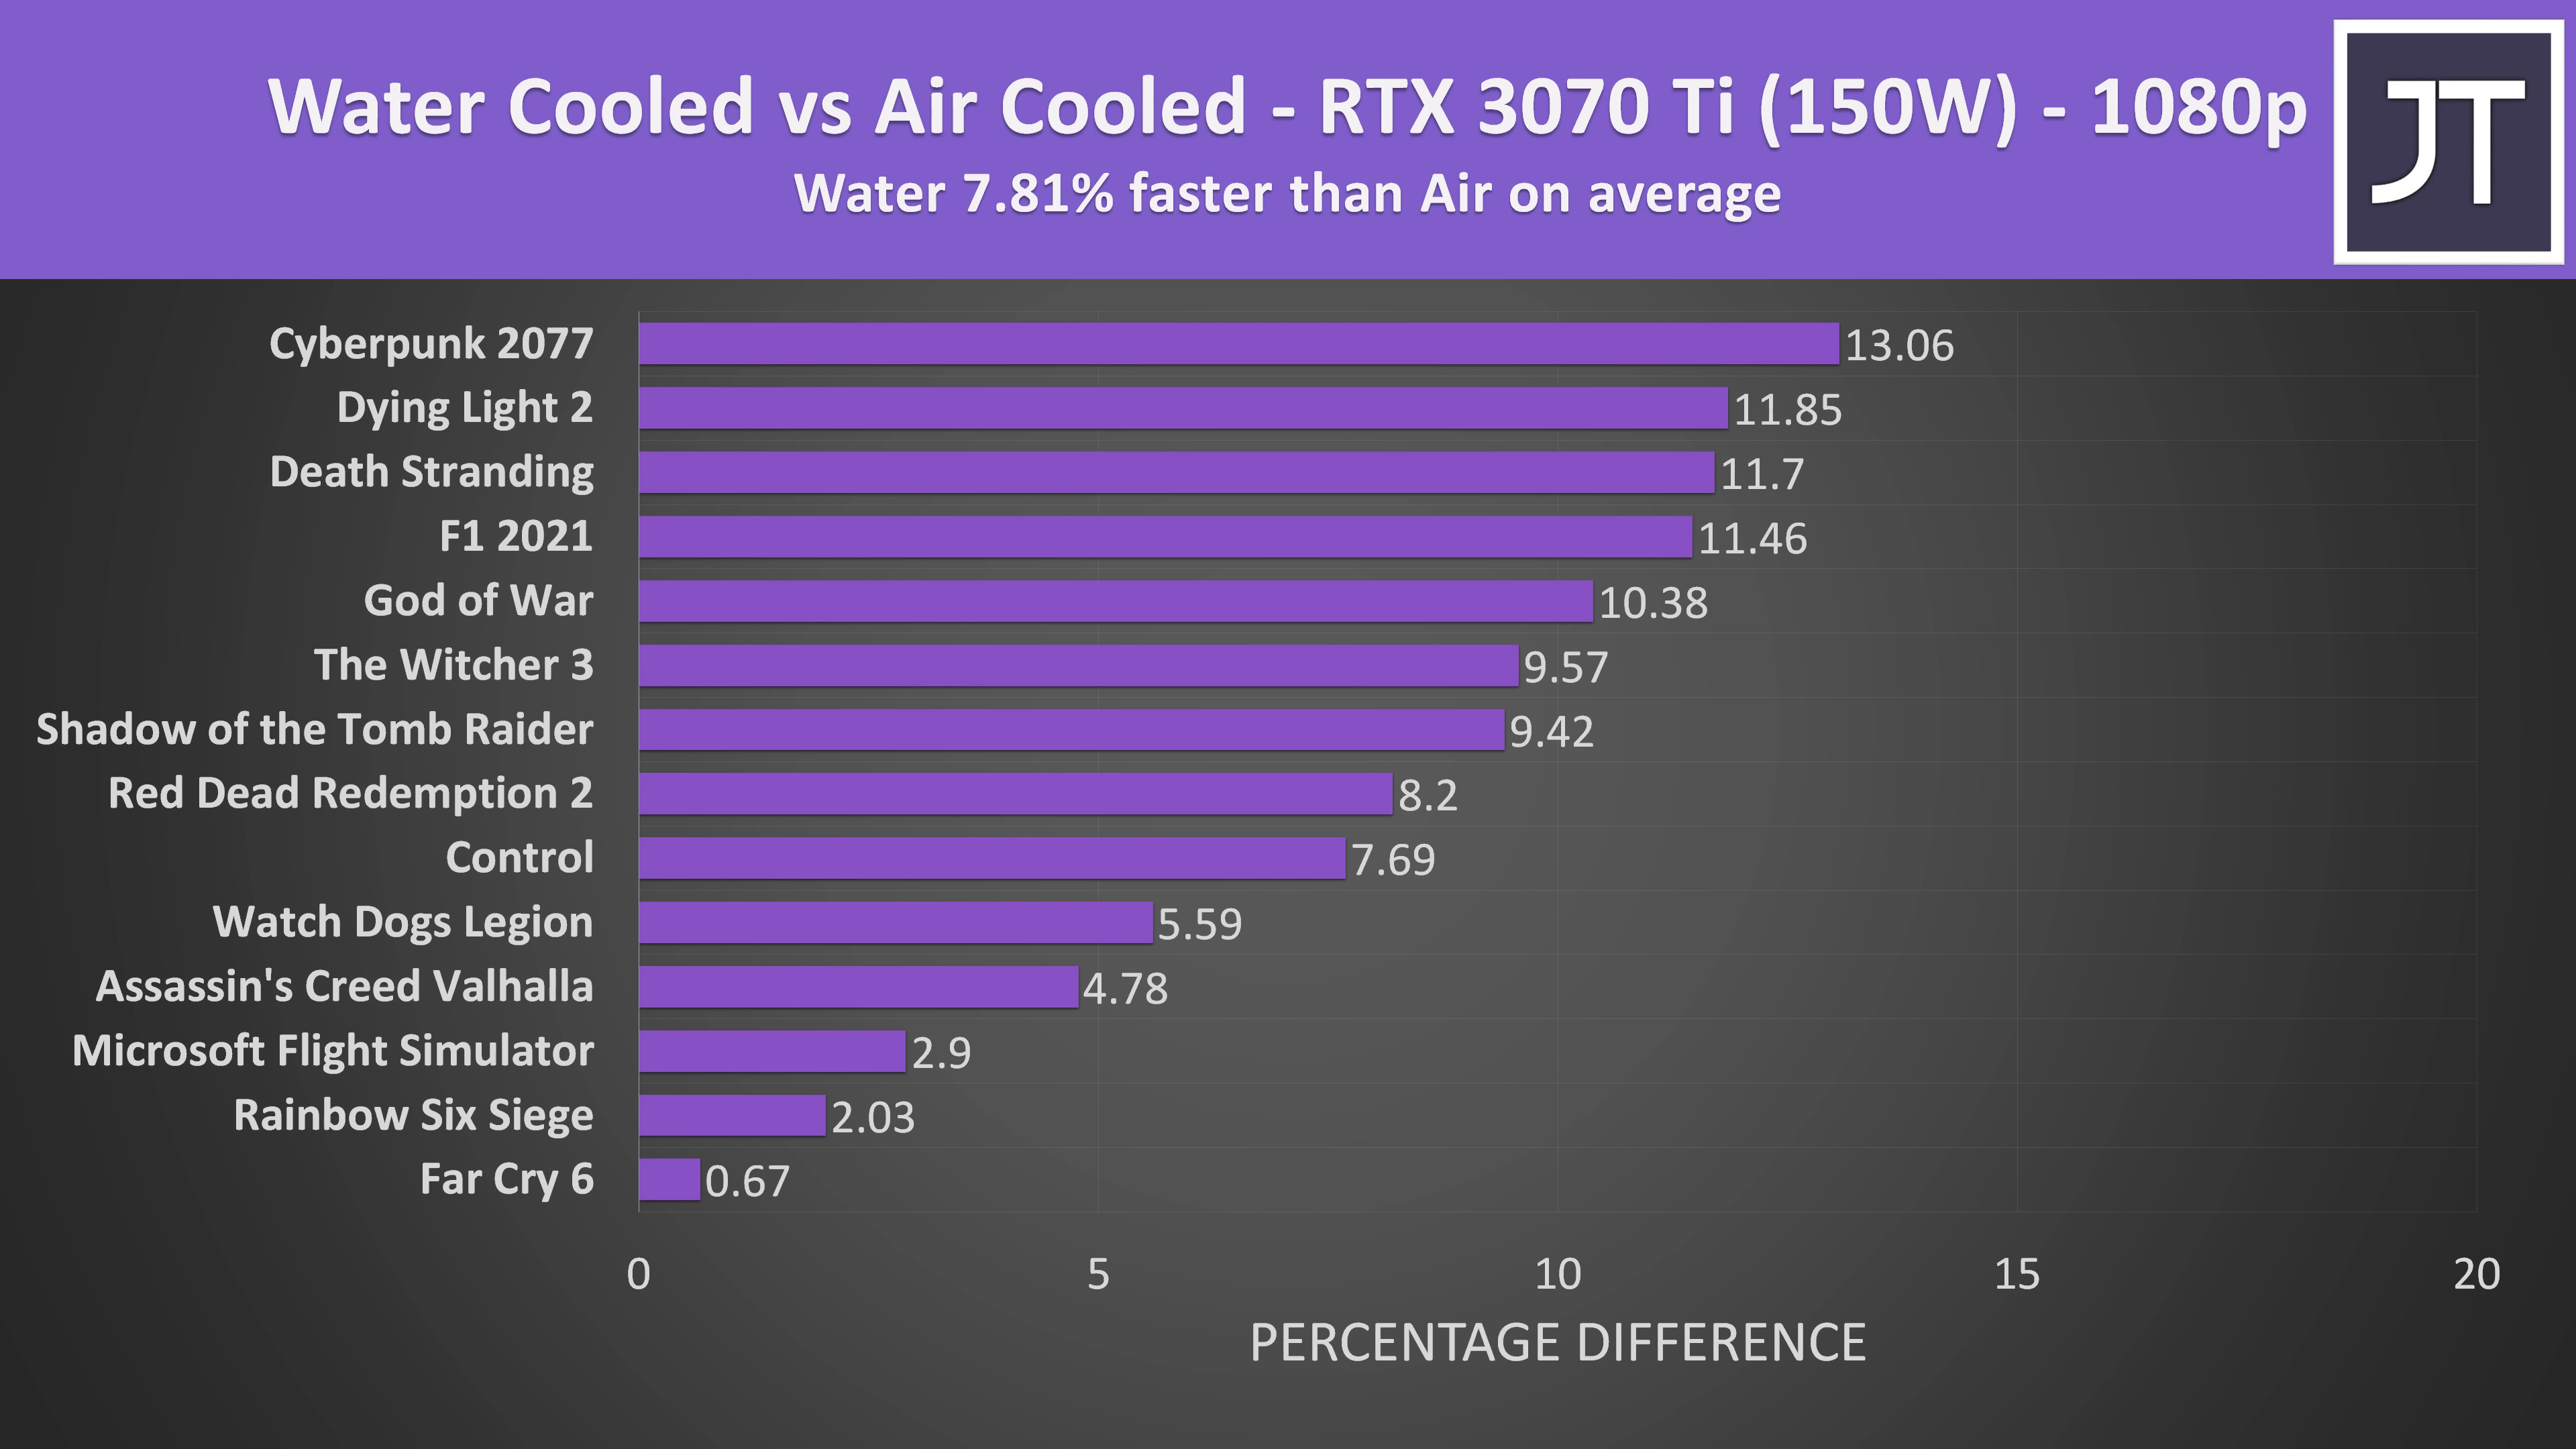 Water Cooled vs Air Cooled - RTX 3070 Ti (150W) - 1080p
Water 7.81% faster than Air on average
JT
Cyberpunk 2077 13.06
Dying Light 2 11.85
Death Stranding 11.7
F1 2021 11.46
God of War 10.38
The Witcher 3 9.57
Shadow of the Tomb Raider 9.42
Red Dead Redemption 2 8.2
Control 7.69
Watch Dogs Legion 5.59
Assassin's Creed Valhalla 4.78
Microsoft Flight Simulator 2.9
Rainbow Six Siege 2.03
Far Cry 6 0.67
0 5 10 15 20
PERCENTAGE DIFFERENCE